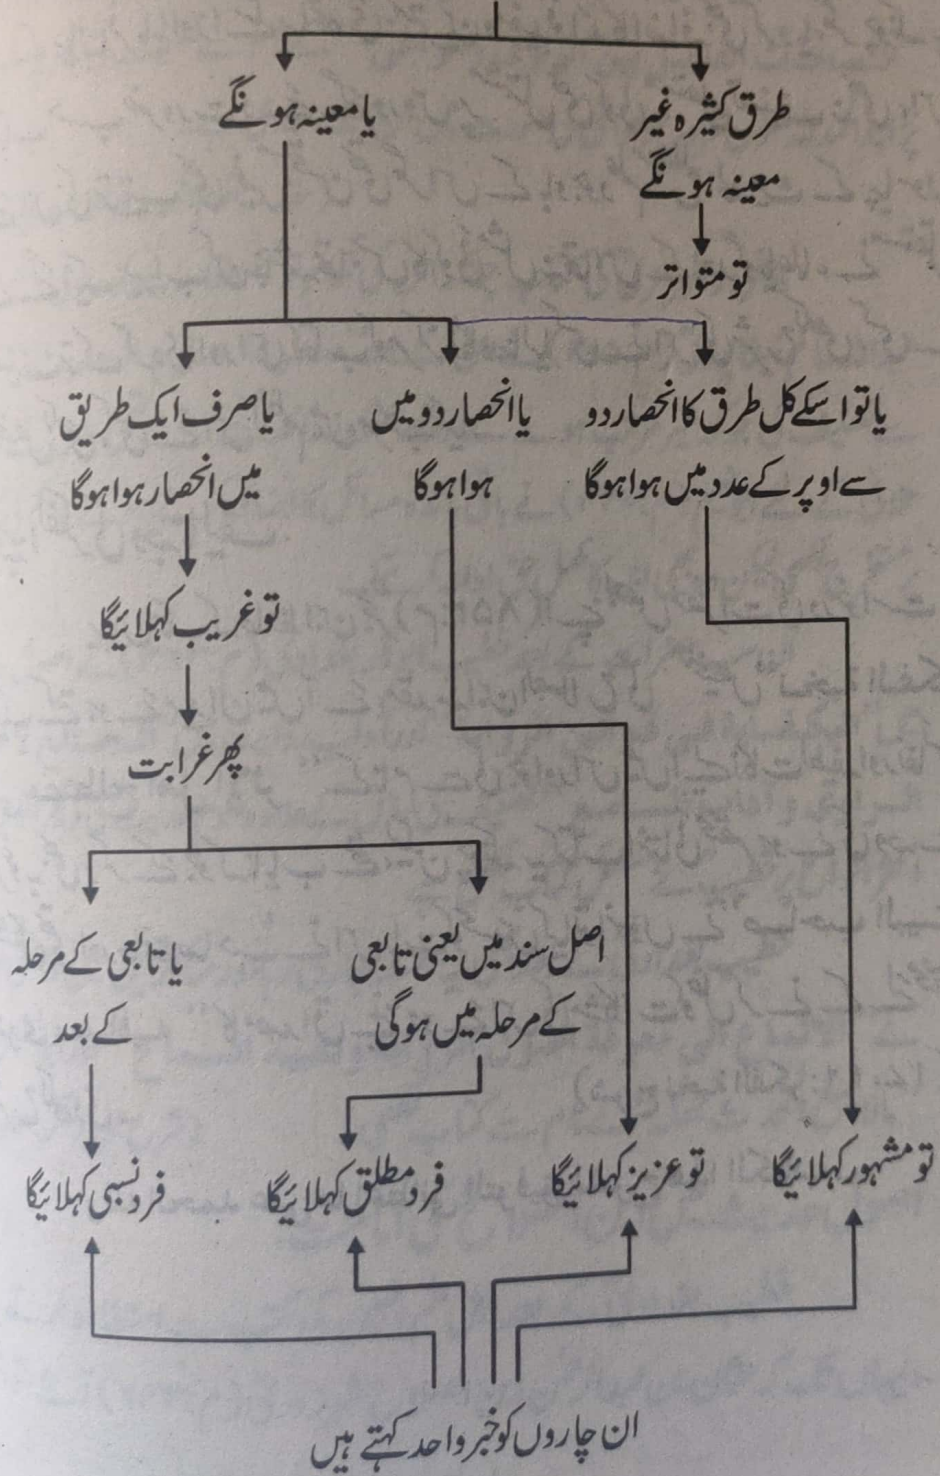 طرق کثیرہ غیر
معینہ ہونگے
تو متواتر
یا معینہ ہونگے
یا تو اسکے کل طرق کا انحصار دو
سے اوپر کے عدد میں ہوا ہوگا
یا انحصار دو میں
ہوا ہوگا
یا صرف ایک طریق
میں انحصار ہوا ہوگا
تو غریب کہلائیگا
پھر غرابت
اصل سند میں یعنی تابعی
کے مرحلہ میں ہوگی
یا تابعی کے مرحلہ
کے بعد
تو مشہور کہلائیگا
تو عزیز کہلائیگا
فرد مطلق کہلائیگا
فرد نسبی کہلائیگا
ان چاروں کو خبر واحد کہتے ہیں